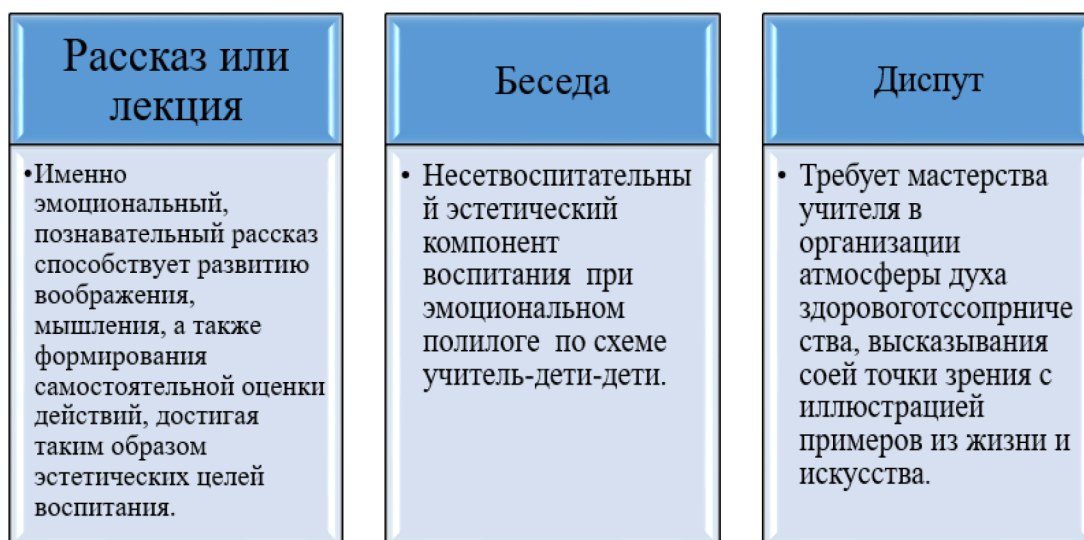 Рассказ или
лекция
•Именно
эмоциональный,
познавательный рассказ
способствует развитию
воображения,
мышления, а также
формирования
самостоятельной оценки
действий, достигая
таким образом
эстетических целей
воспитания.
Беседа
• Несетвоспитательны
й эстетический
компонент
воспитания при
эмоциональном
полилоге по схеме
учитель-дети-дети.
Диспут
• Требует мастерства
учителя в
организации
атмосферы духа
здоровоготссопрниче
ства, высказывания
соей точки зрения с
иллюстрацией
примеров из жизни и
искусства.